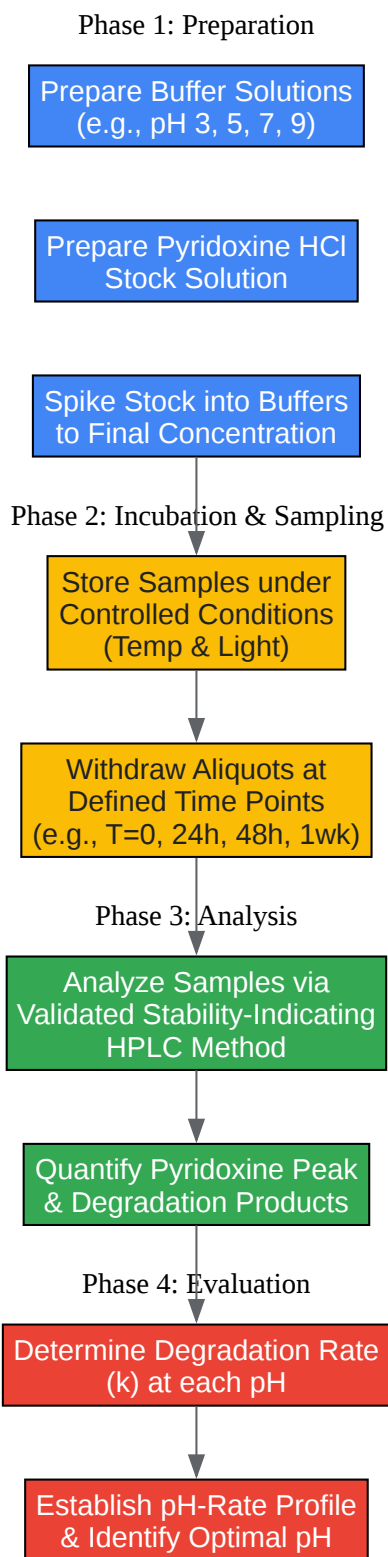 Phase 1: Preparation
Prepare Buffer Solutions
(e.g., pH 3, 5, 7, 9)
Prepare Pyridoxine HCl
Stock Solution
Spike Stock into Buffers
to Final Concentration
Phase 2: Incubation & Sampling
Store Samples under
Controlled Conditions
(Temp & Light)
Withdraw Aliquots at
Defined Time Points
(e.g., T=0, 24h, 48h, 1wk)
Phase 3: Analysis
Analyze Samples via
Validated Stability-Indicating
HPLC Method
Quantify Pyridoxine Peak
& Degradation Products
Phase 4: Evaluation
Determine Degradation Rate
(k) at each pH
Establish pH-Rate Profile
& Identify Optimal pH